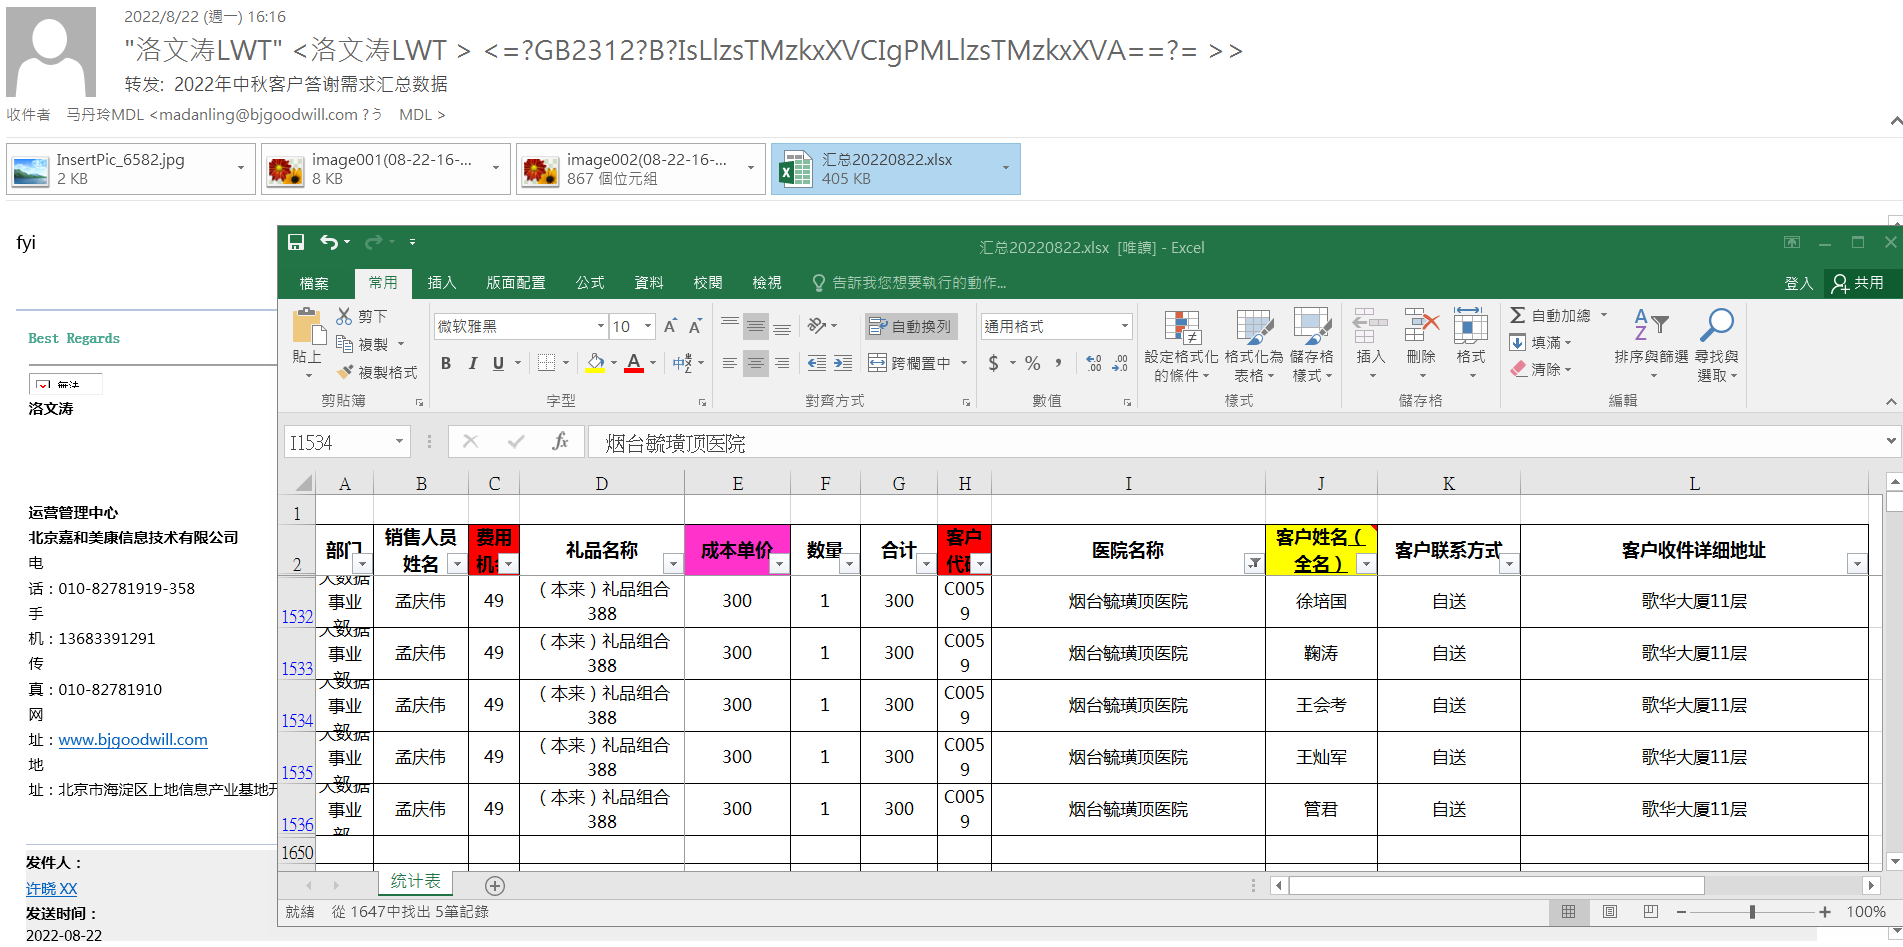 2022/8/22 (週一) 16:16
"洛文涛LWT" <洛文涛LWT > <=?GB2312?B?IsLlzsTMzkxXVCIgPMLlzsTMzkxXVA==?= >>
转发: 2022年中秋客户答谢需求汇总数据
收件者 马丹玲MDL <madanling@bjgoodwill.com ?う MDL >
InsertPic_6582.jpg
2 KB
image001(08-22-16-...
8 KB
image002(08-22-16-...
867 個位元組
汇总20220822.xlsx
405 KB
fyi
Best Regards
洛文涛
运营管理中心
北京嘉和美康信息技术有限公司
电
话：010-82781919-358
手
机：13683391291
传
真：010-82781910
网
址：www.bjgoodwill.com
地
址：北京市海淀区上地信息产业基地开
发件人：
许晓 XX
发送时间：
2022-08-22
汇总20220822.xlsx [唯讀] - Excel
檔案 常用 插入 版面配置 公式 資料 校閱 檢視 告訴我您想要執行的動作... 登入 共用
貼上 剪下 複製 複製格式 剪貼簿
微软雅黑 10 B I U A 字型
自動換列 跨欄置中 對齊方式
通用格式 $ % 數值
設定格式化的條件 格式化為表格 儲存格樣式 樣式
插入 刪除 格式 儲存格
自動加總 填滿 清除 排序與篩選 尋找與選取 編輯
I1534 fx 烟台毓璜顶医院
A B C D E F G H I J K L
1
2 部门 销售人员姓名 费用机会 礼品名称 成本单价 数量 合计 客户代码 医院名称 客户姓名（全名） 客户联系方式 客户收件详细地址
1532 大数据事业部 孟庆伟 49 （本来）礼品组合388 300 1 300 C0059 烟台毓璜顶医院 徐培国 自送 歌华大厦11层
1533 大数据事业部 孟庆伟 49 （本来）礼品组合388 300 1 300 C0059 烟台毓璜顶医院 鞠涛 自送 歌华大厦11层
1534 大数据事业部 孟庆伟 49 （本来）礼品组合388 300 1 300 C0059 烟台毓璜顶医院 王会考 自送 歌华大厦11层
1535 大数据事业部 孟庆伟 49 （本来）礼品组合388 300 1 300 C0059 烟台毓璜顶医院 王灿军 自送 歌华大厦11层
1536 大数据事业部 孟庆伟 49 （本来）礼品组合388 300 1 300 C0059 烟台毓璜顶医院 管君 自送 歌华大厦11层
1650
统计表
就緒 從 1647中找出 5筆記錄 100%